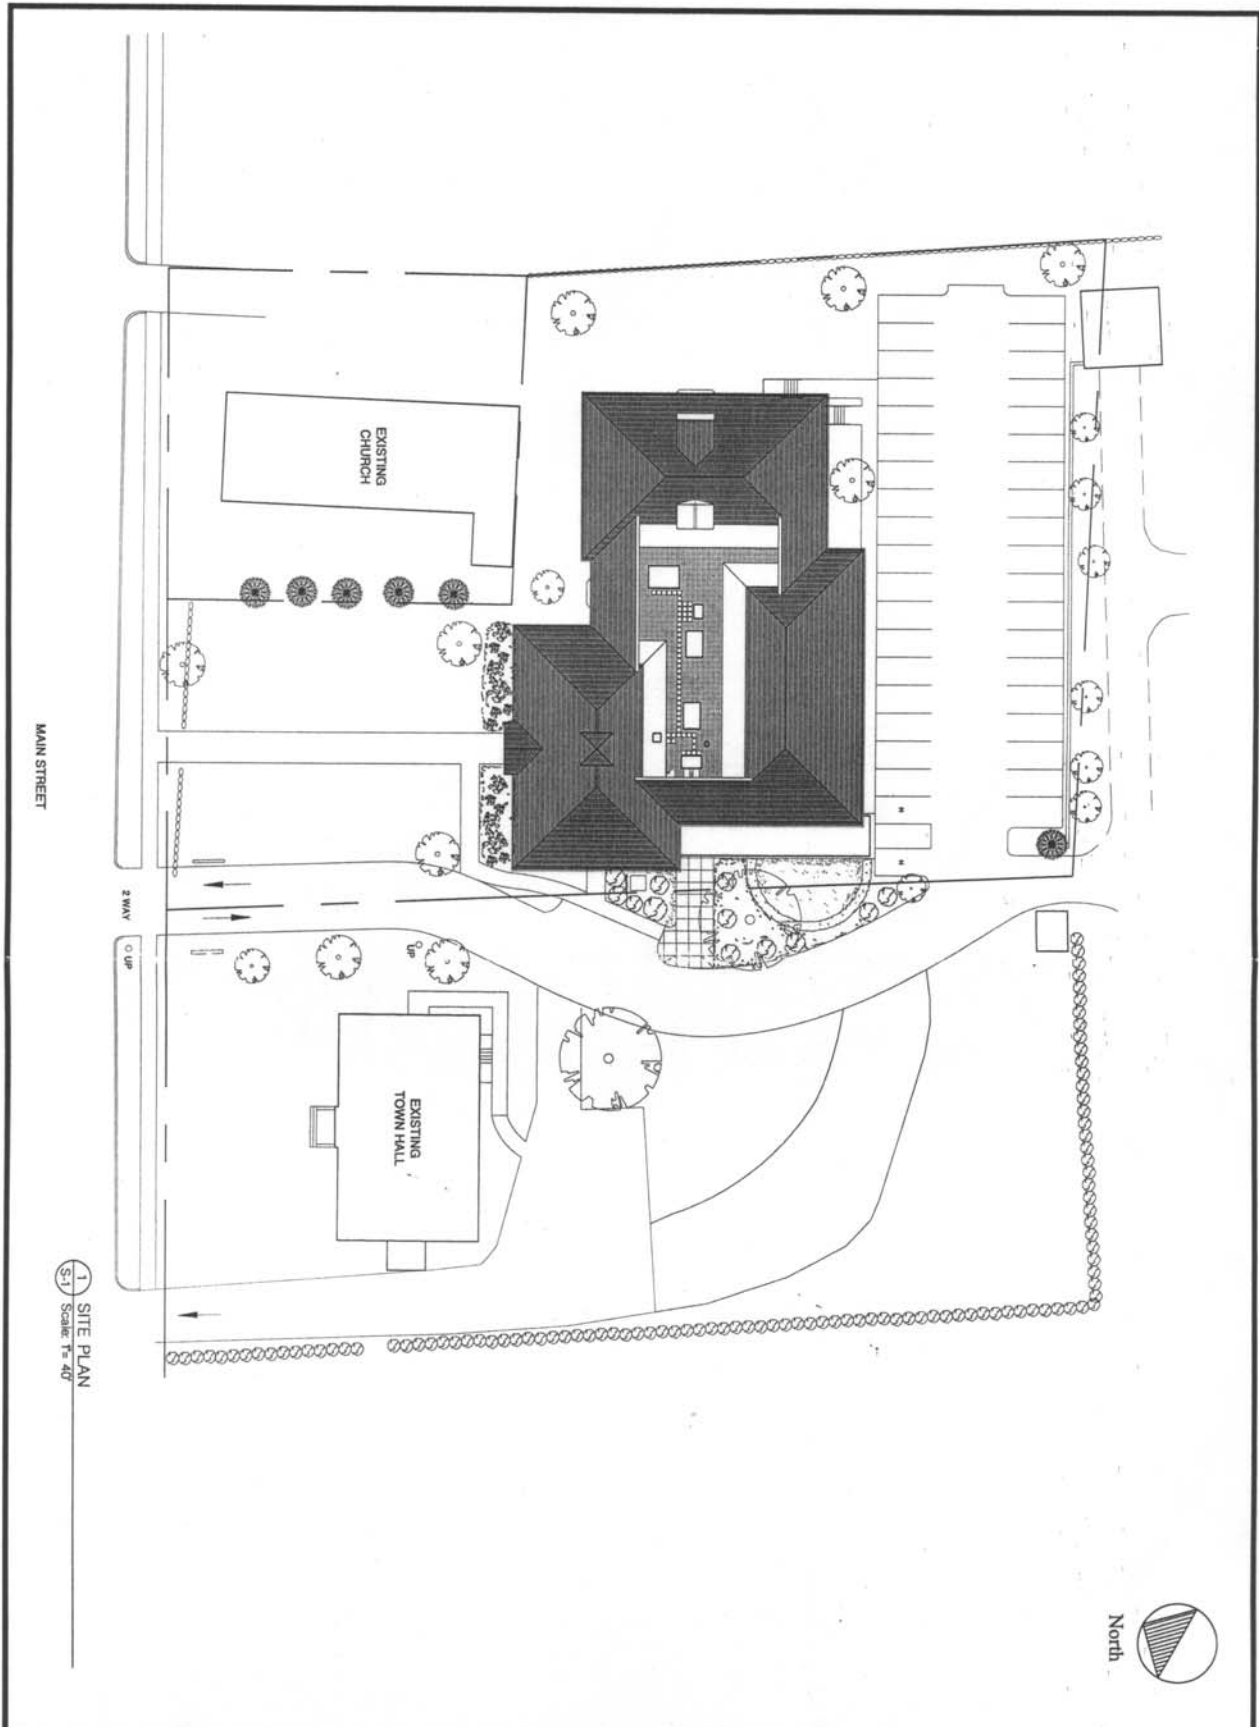 EXISTING
CHURCH
MAIN STREET
2 WAY
UP
UP
H
H
EXISTING
TOWN HALL
1
S-1
SITE PLAN
Scale: 1"= 40'
North